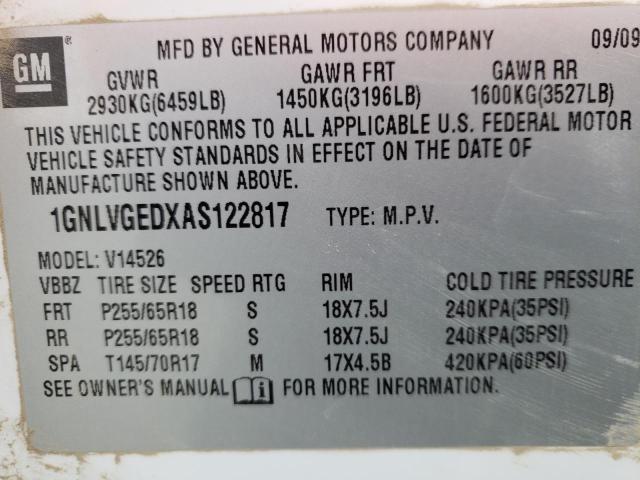 GM ® MFD BY GENERAL MOTORS COMPANY 09/09
GVWR GAWR FRT GAWR RR
2930KG(6459LB) 1450KG(3196LB) 1600KG(3527LB)
THIS VEHICLE CONFORMS TO ALL APPLICABLE U.S. FEDERAL MOTOR
VEHICLE SAFETY STANDARDS IN EFFECT ON THE DATE OF
MANUFACTURE SHOWN ABOVE.
1GNLVGEDXAS122817 TYPE: M.P.V.
MODEL: V14526
VBBZ TIRE SIZE SPEED RTG RIM COLD TIRE PRESSURE
FRT P255/65R18 S 18X7.5J 240KPA(35PSI)
RR P255/65R18 S 18X7.5J 240KPA(35PSI)
SPA T145/70R17 M 17X4.5B 420KPA(60PSI)
SEE OWNER'S MANUAL i FOR MORE INFORMATION.